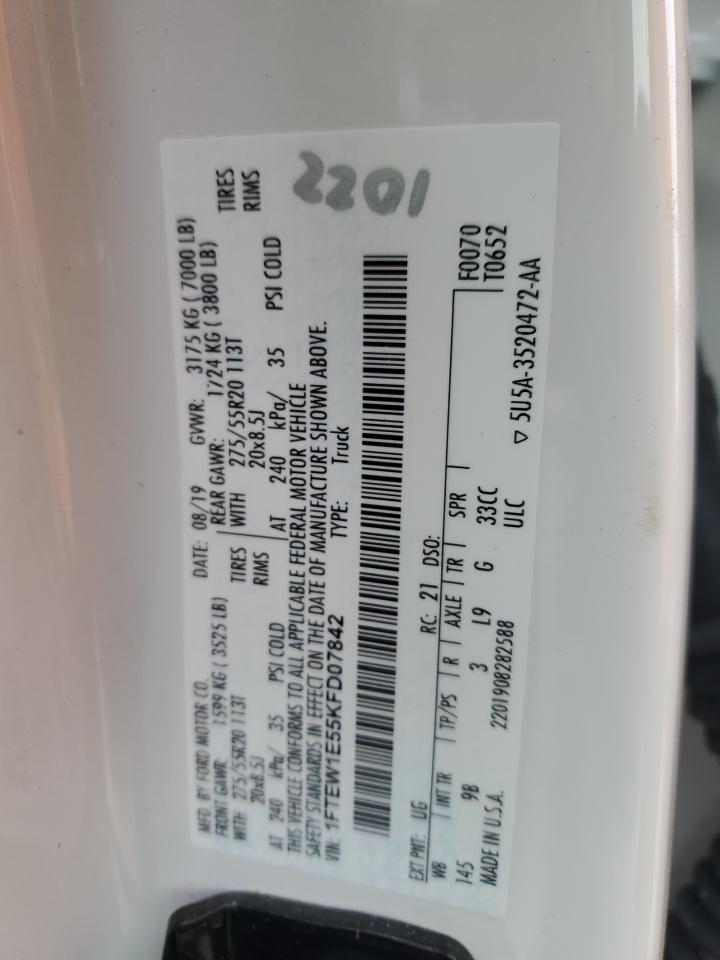 MFD. BY FORD MOTOR CO. DATE: 08/19 GVWR: 3175 KG ( 7000 LB)
FRONT GAWR: 1599 KG ( 3525 LB) REAR GAWR: 1724 KG ( 3800 LB)
WITH 275/55R20 113T TIRES WITH 275/55R20 113T TIRES
20x8.5J RIMS 20x8.5J RIMS
AT 240 kPa/ 35 PSI COLD AT 240 kPa/ 35 PSI COLD
THIS VEHICLE CONFORMS TO ALL APPLICABLE FEDERAL MOTOR VEHICLE
SAFETY STANDARDS IN EFFECT ON THE DATE OF MANUFACTURE SHOWN ABOVE.
VIN: 1FTEW1E55KFD07842 TYPE: Truck
2201
EXT PNT: UG RC: 21 DSO: F0070
WB INT TR TP/PS R AXLE TR SPR T0652
145 9B 3 L9 G 33CC
MADE IN U.S.A. 2201908282588 ULC ▽ 5U5A-3520472-AA